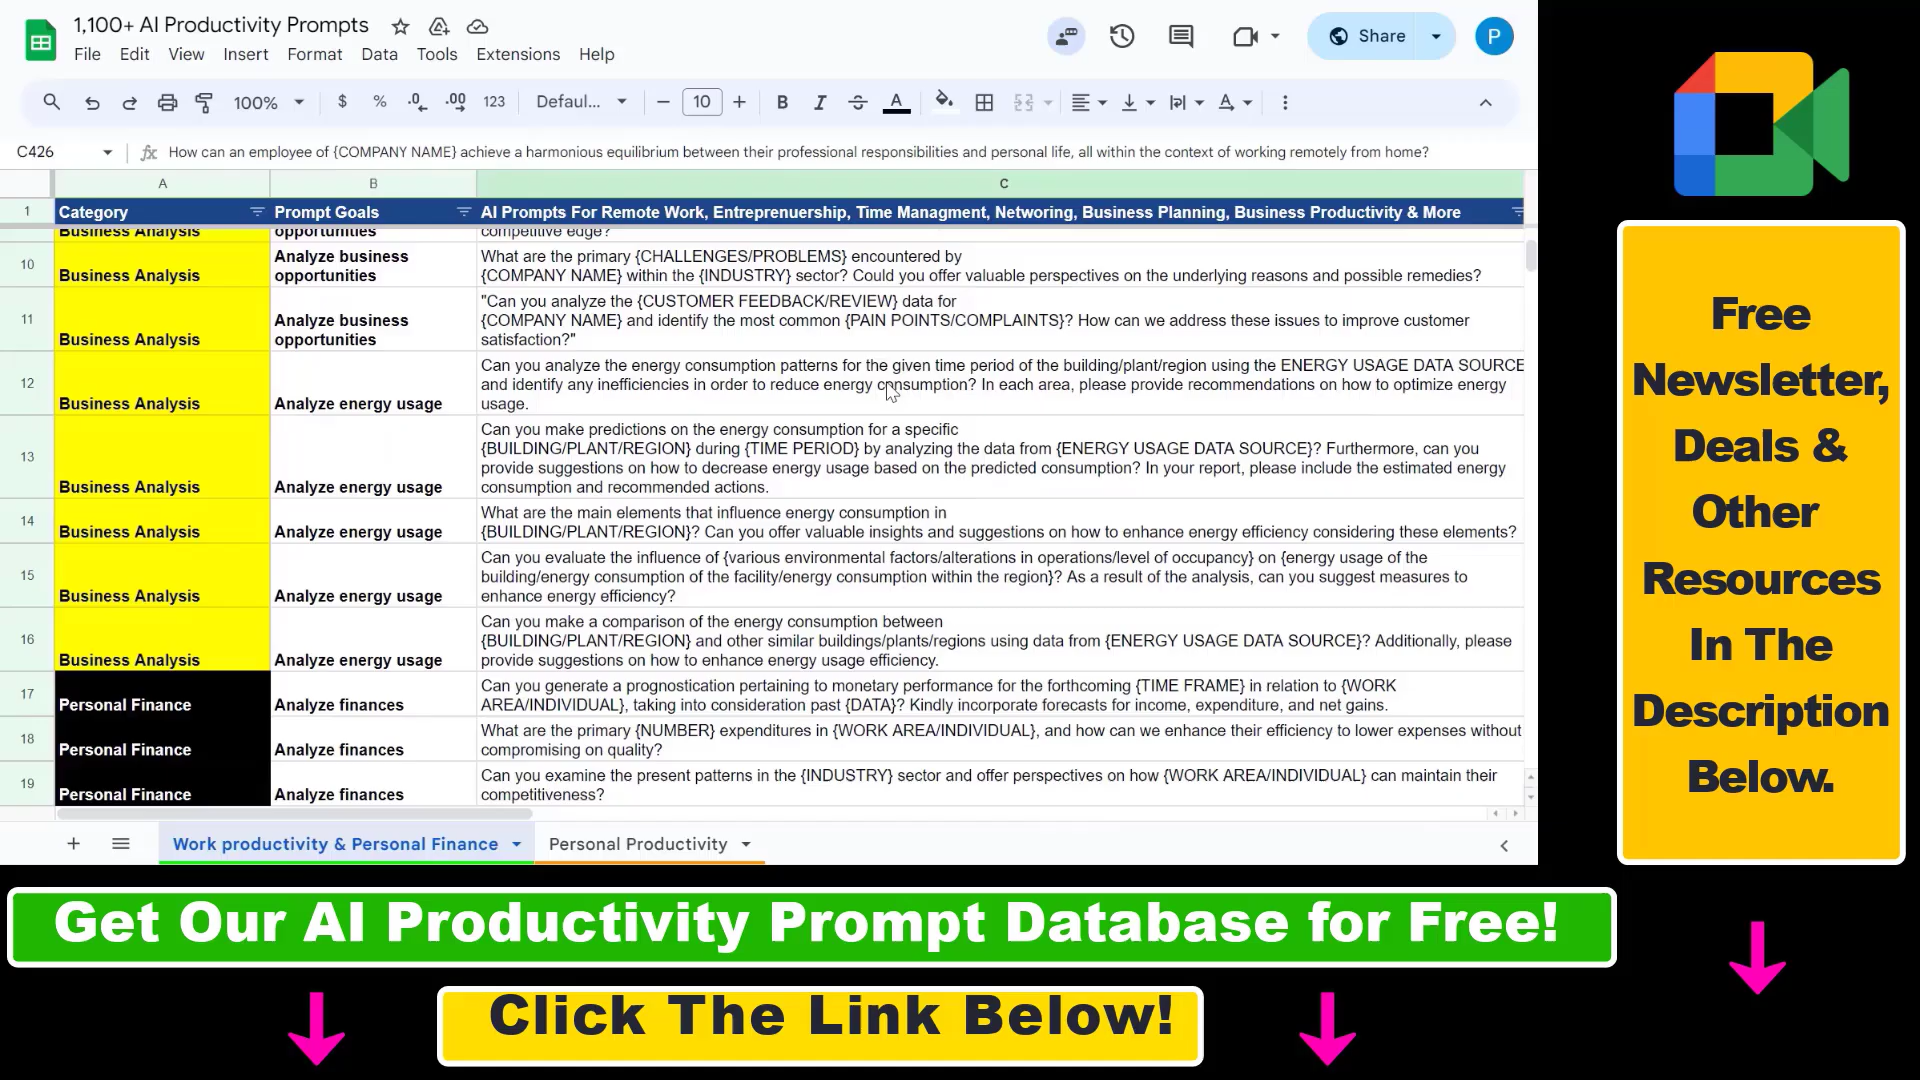 1,100+ AI Productivity Prompts
File Edit View Insert Format Data Tools Extensions Help
Share
P
100% $ % .0 .00 123 Defaul... 10 B I A
C426 fx How can an employee of {COMPANY NAME} achieve a harmonious equilibrium between their professional responsibilities and personal life, all within the context of working remotely from home?
A B C
1 Category Prompt Goals AI Prompts For Remote Work, Entreprenuership, Time Managment, Networing, Business Planning, Business Productivity & More
Business Analysis opportunities competitive edge?
10 Business Analysis
Analyze business
opportunities
What are the primary {CHALLENGES/PROBLEMS} encountered by
{COMPANY NAME} within the {INDUSTRY} sector? Could you offer valuable perspectives on the underlying reasons and possible remedies?
11 Business Analysis
Analyze business
opportunities
"Can you analyze the {CUSTOMER FEEDBACK/REVIEW} data for
{COMPANY NAME} and identify the most common {PAIN POINTS/COMPLAINTS}? How can we address these issues to improve customer
satisfaction?"
12 Business Analysis Analyze energy usage
Can you analyze the energy consumption patterns for the given time period of the building/plant/region using the ENERGY USAGE DATA SOURCE
and identify any inefficiencies in order to reduce energy consumption? In each area, please provide recommendations on how to optimize energy
usage.
13 Business Analysis Analyze energy usage
Can you make predictions on the energy consumption for a specific
{BUILDING/PLANT/REGION} during {TIME PERIOD} by analyzing the data from {ENERGY USAGE DATA SOURCE}? Furthermore, can you
provide suggestions on how to decrease energy usage based on the predicted consumption? In your report, please include the estimated energy
consumption and recommended actions.
14 Business Analysis Analyze energy usage
What are the main elements that influence energy consumption in
{BUILDING/PLANT/REGION}? Can you offer valuable insights and suggestions on how to enhance energy efficiency considering these elements?
15 Business Analysis Analyze energy usage
Can you evaluate the influence of {various environmental factors/alterations in operations/level of occupancy} on {energy usage of the
building/energy consumption of the facility/energy consumption within the region}? As a result of the analysis, can you suggest measures to
enhance energy efficiency?
16 Business Analysis Analyze energy usage
Can you make a comparison of the energy consumption between
{BUILDING/PLANT/REGION} and other similar buildings/plants/regions using data from {ENERGY USAGE DATA SOURCE}? Additionally, please
provide suggestions on how to enhance energy usage efficiency.
17 Personal Finance Analyze finances
Can you generate a prognostication pertaining to monetary performance for the forthcoming {TIME FRAME} in relation to {WORK
AREA/INDIVIDUAL}, taking into consideration past {DATA}? Kindly incorporate forecasts for income, expenditure, and net gains.
18 Personal Finance Analyze finances
What are the primary {NUMBER} expenditures in {WORK AREA/INDIVIDUAL}, and how can we enhance their efficiency to lower expenses without
compromising on quality?
19 Personal Finance Analyze finances
Can you examine the present patterns in the {INDUSTRY} sector and offer perspectives on how {WORK AREA/INDIVIDUAL} can maintain their
competitiveness?
Work productivity & Personal Finance Personal Productivity
Free
Newsletter,
Deals &
Other
Resources
In The
Description
Below.
Get Our AI Productivity Prompt Database for Free!
Click The Link Below!